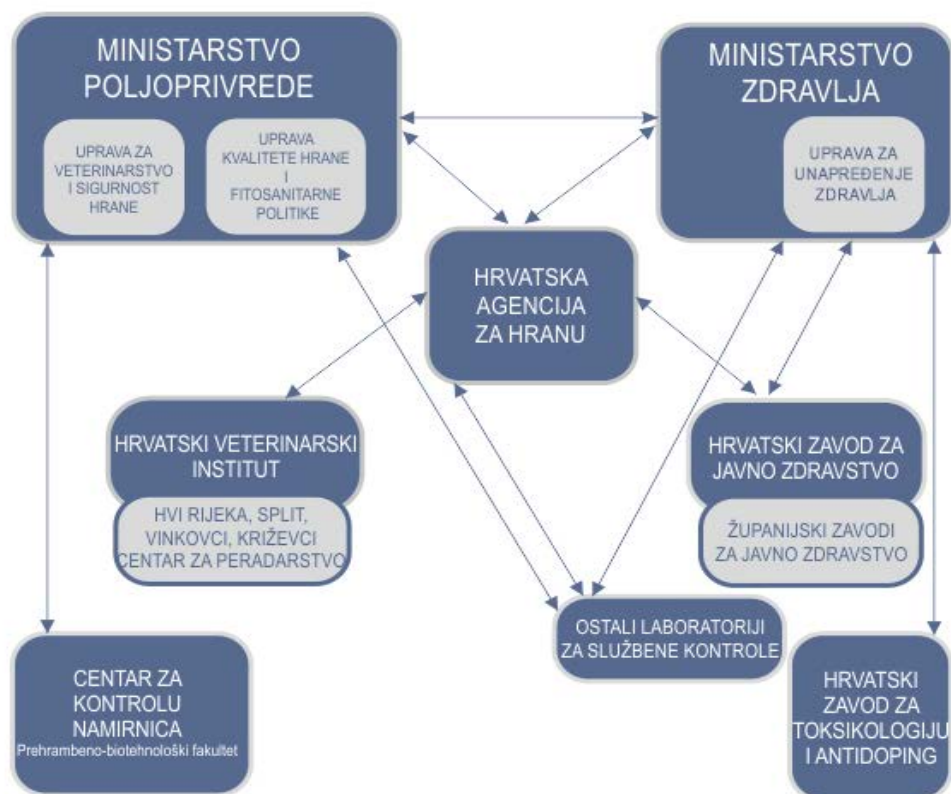 MINISTARSTVO
POLJOPRIVREDE
UPRAVA ZA
VETERINARSTVO
I SIGURNOST
HRANE
UPRAVA
KVALITETE HRANE
I
FITOSANITARNE
POLITIKE
MINISTARSTVO
ZDRAVLJA
UPRAVA ZA
UNAPREĐENJE
ZDRAVLJA
HRVATSKA
AGENCIJA
ZA HRANU
HRVATSKI VETERINARSKI
INSTITUT
HVI RIJEKA, SPLIT,
VINKOVCI, KRIŽEVCI
CENTAR ZA PERADARSTVO
HRVATSKI ZAVOD ZA
JAVNO ZDRAVSTVO
ŽUPANIJSKI ZAVODI
ZA JAVNO ZDRAVSTVO
OSTALI LABORATORIJI
ZA SLUŽBENE KONTROLE
CENTAR ZA
KONTROLU
NAMIRNICA
Prehrambeno-biotehnološki fakultet
HRVATSKI
ZAVOD ZA
TOKSIKOLOGIJU
I ANTIDOPING